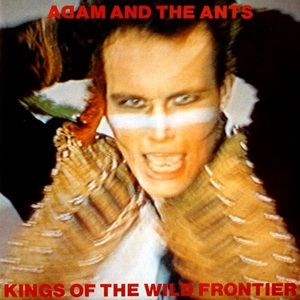 ADAM AND THE ANTS
KINGS OF THE WILD FRONTIER